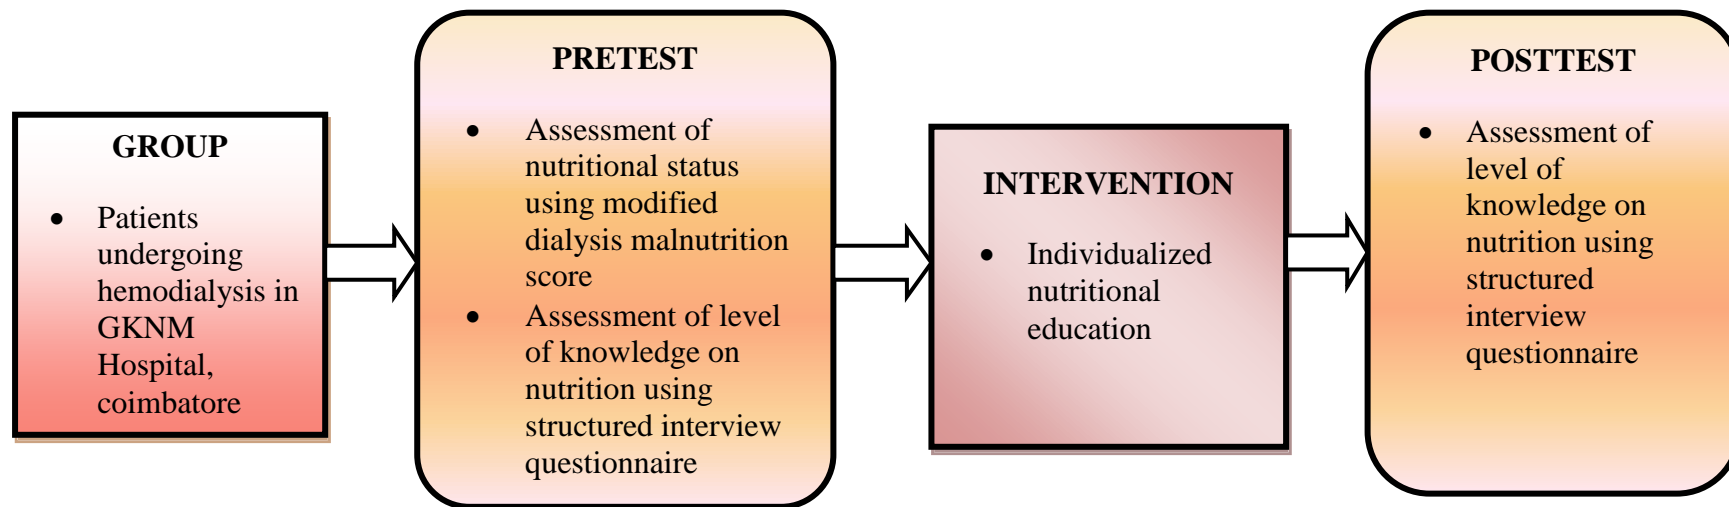 GROUP
• Patients
undergoing
hemodialysis in
GKNM
Hospital,
coimbatore
PRETEST
• Assessment of
nutritional status
using modified
dialysis malnutrition
score
• Assessment of level
of knowledge on
nutrition using
structured interview
questionnaire
INTERVENTION
• Individualized
nutritional
education
POSTTEST
• Assessment of
level of
knowledge on
nutrition using
structured
interview
questionnaire